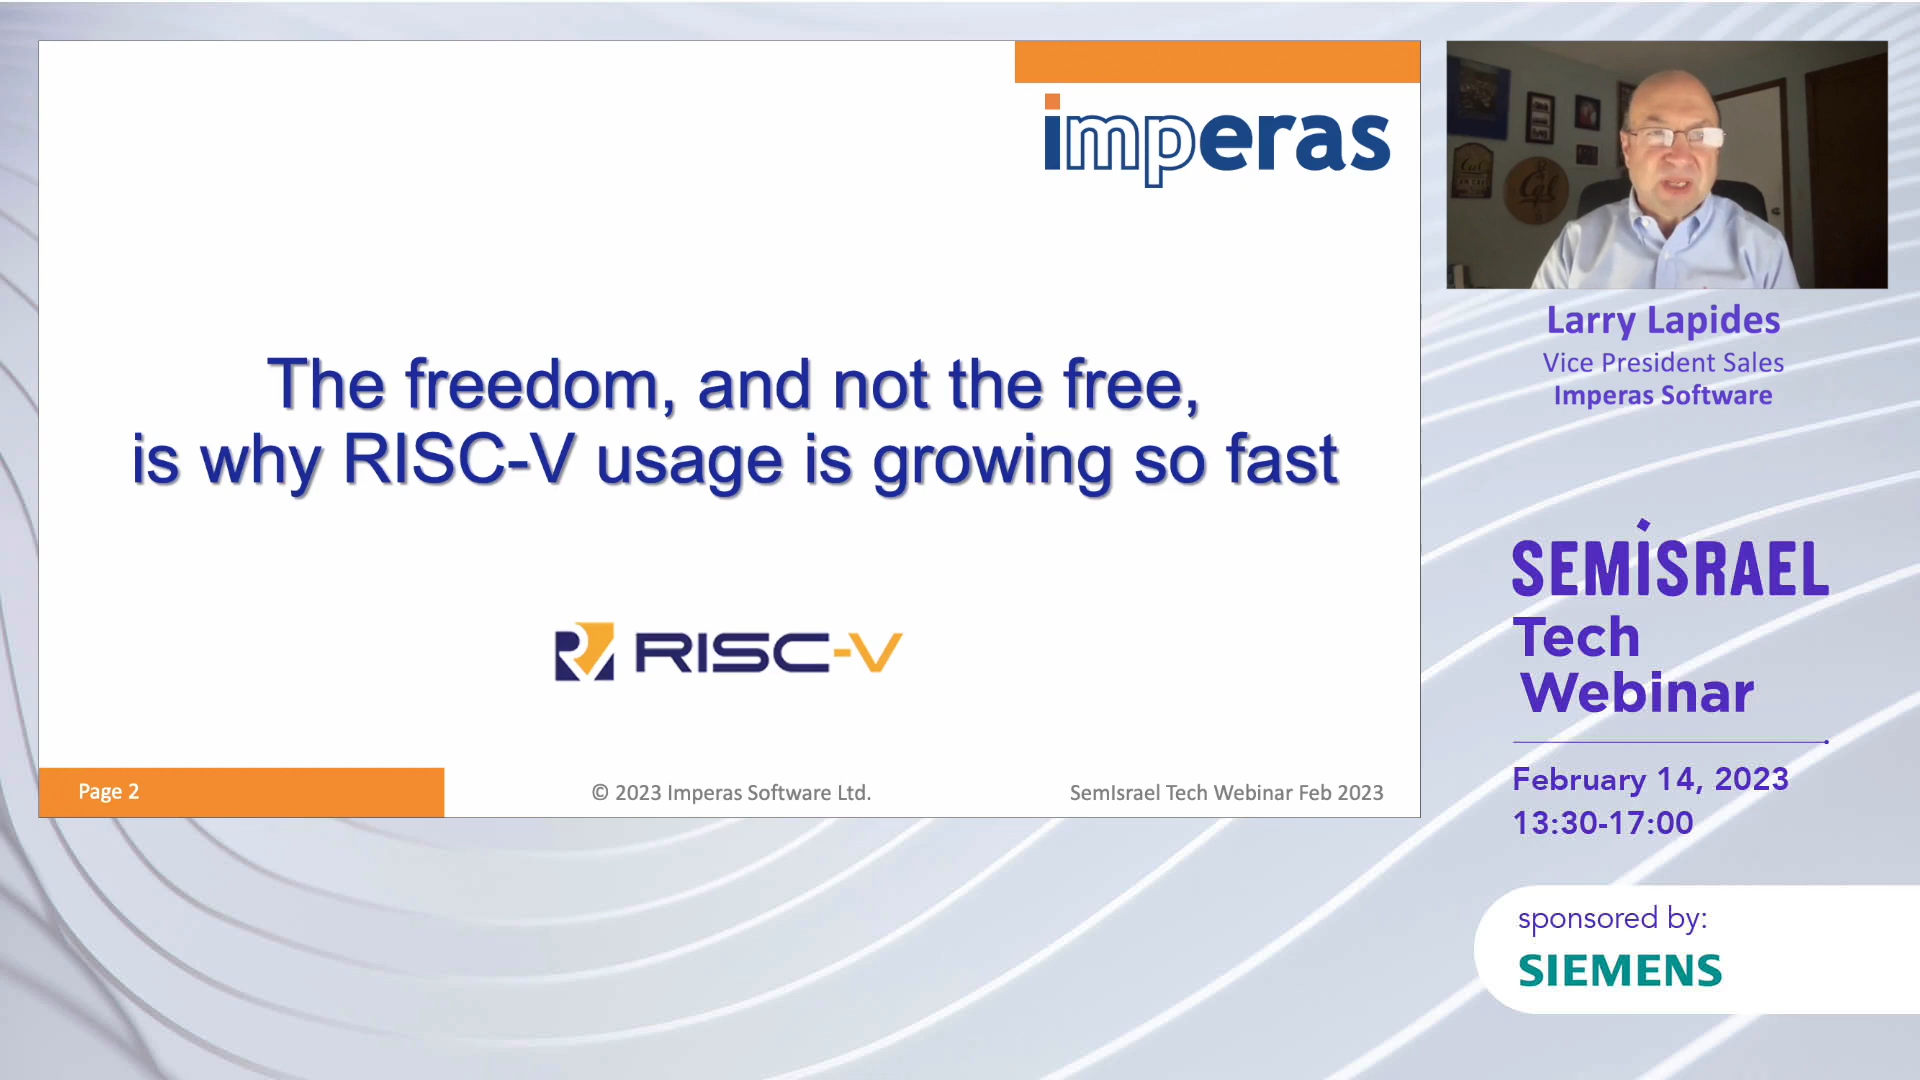 imperas
The freedom, and not the free,
is why RISC-V usage is growing so fast
RISC-V
Page 2
© 2023 Imperas Software Ltd.
SemIsrael Tech Webinar Feb 2023
Cal
Cal
Larry Lapides
Vice President Sales
Imperas Software
SEMISRAEL
Tech
Webinar
February 14, 2023
13:30-17:00
sponsored by:
SIEMENS